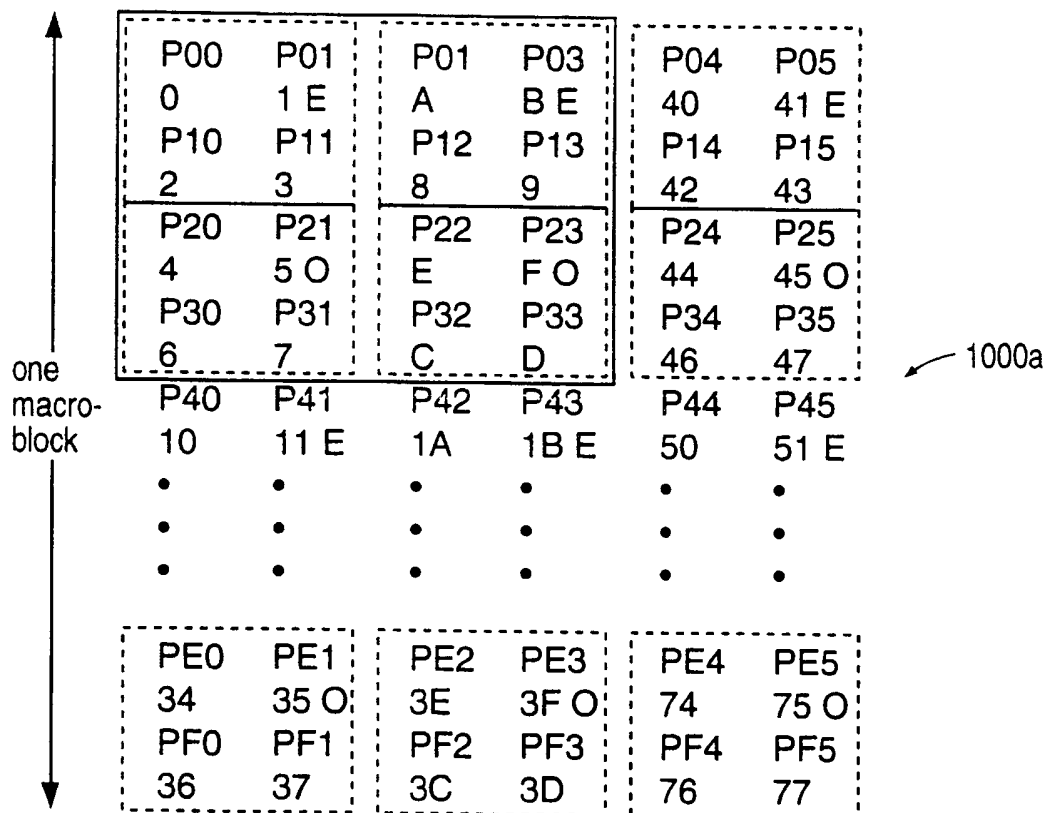 P00 P01 P01 P03 P04 P05
0 1 E A B E 40 41 E
P10 P11 P12 P13 P14 P15
2 3 8 9 42 43
P20 P21 P22 P23 P24 P25
4 5 O E F O 44 45 O
P30 P31 P32 P33 P34 P35
6 7 C D 46 47
one
macro-
block
1000a
P40 P41 P42 P43 P44 P45
10 11 E 1A 1B E 50 51 E
PE0 PE1 PE2 PE3 PE4 PE5
34 35 O 3E 3F O 74 75 O
PF0 PF1 PF2 PF3 PF4 PF5
36 37 3C 3D 76 77